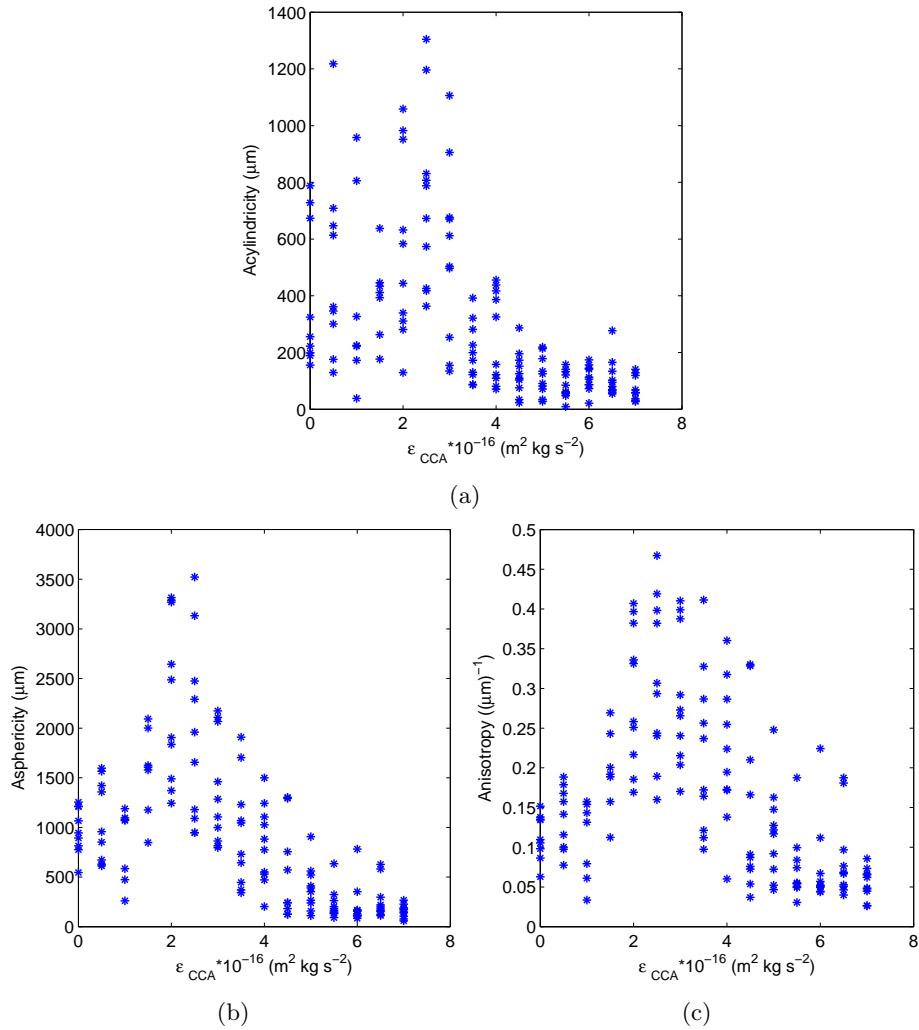 1400
1200
1000
800
600
400
200
0
Acylindricity (μm)
0 2 4 6 8
ε CCA *10−16 (m2 kg s−2)
(a)
4000
3500
3000
2500
2000
1500
1000
500
0
Asphericity (μm)
0 2 4 6 8
ε CCA *10−16 (m2 kg s−2)
(b)
0.5
0.45
0.4
0.35
0.3
0.25
0.2
0.15
0.1
0.05
0
Anisotropy ((μm)−1)
0 2 4 6 8
ε CCA *10−16 (m2 kg s−2)
(c)